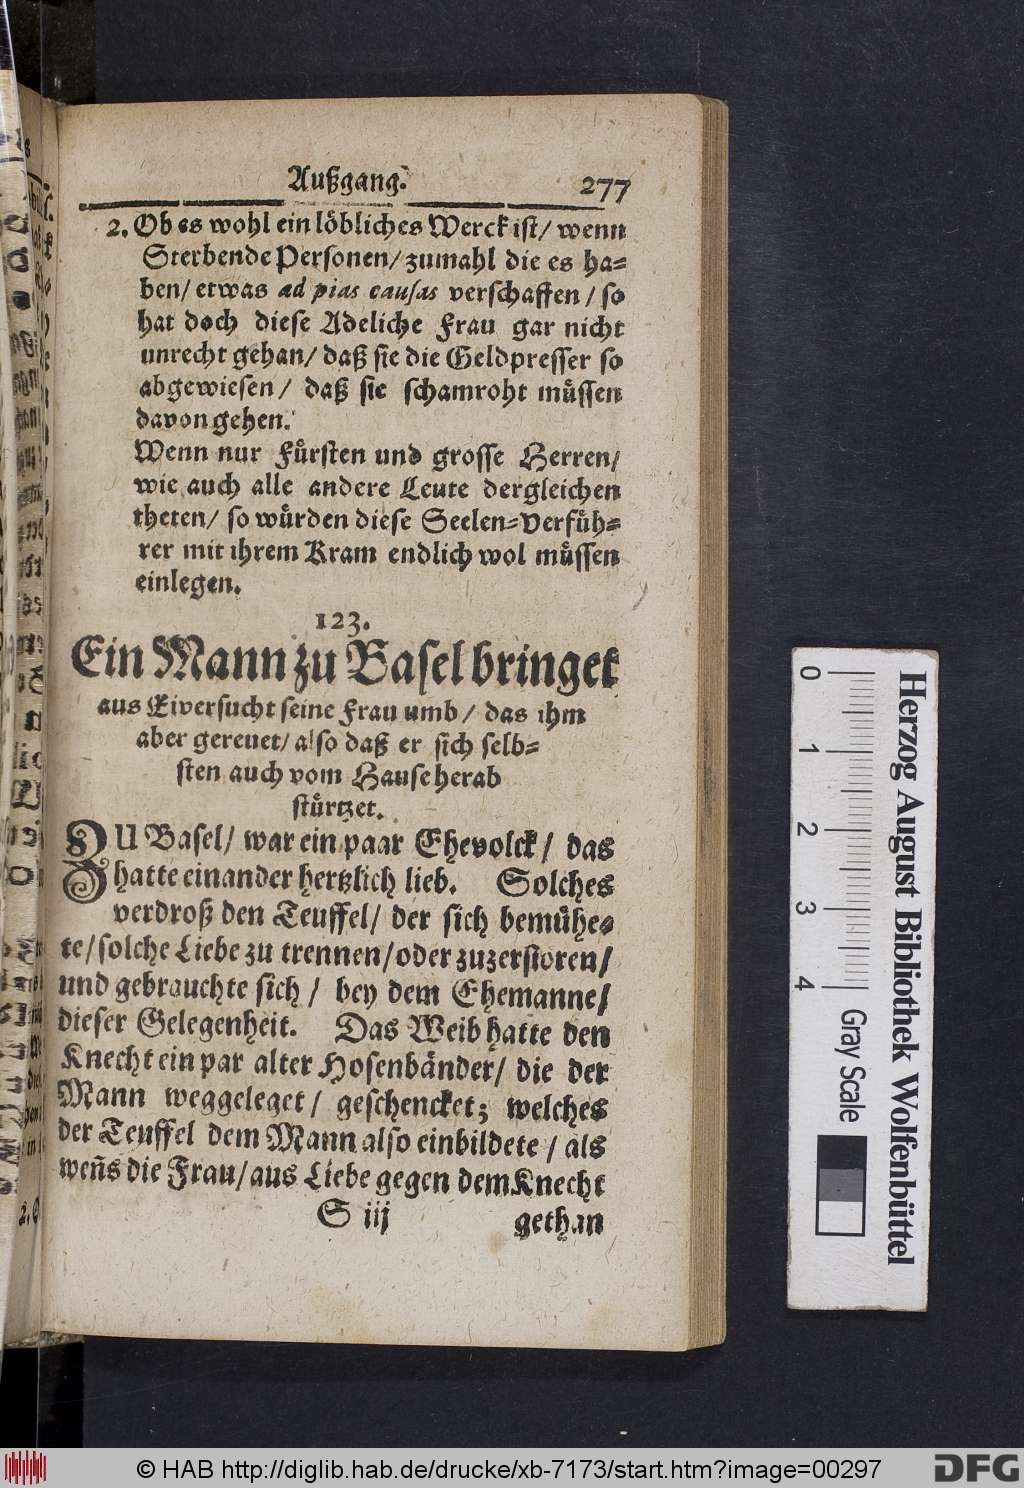 Außgang. 277
2. Ob es wohl ein löbliches Werck ist/ wenn
Sterbende Personen/ zumahl die es ha-
ben/ etwas ad pias causas verschaffen/ so
hat doch diese Adeliche Frau gar nicht
unrecht gehan/ daß sie die Geldpresser so
abgewiesen/ daß sie schamroht müssen
davon gehen.
Wenn nur Fürsten und grosse Herren/
wie auch alle andere Leute dergleichen
theten/ so würden diese Seelen-Verfüh-
rer mit ihrem Kram endlich wol müssen
einlegen.
123.
Ein Mann zu Basel bringet
aus Eiversucht seine Frau umb/ das ihm
aber gereuet/ also daß er sich selb-
sten auch vom Hause herab
stürtzet.
ZU Basel/ war ein paar Ehevolck/ das
hatte einander hertzlich lieb. Solches
verdroß den Teuffel/ der sich bemühe-
te/ solche Liebe zu trennen/ oder zuzerstören/
und gebrauchte sich/ bey dem Ehemanne/
dieser Gelegenheit. Das Weib hatte den
Knecht ein par alter Hosenbänder/ die der
Mann weggeleget/ geschencket; welches
der Teuffel dem Mann also einbildete/ als
weñs die Frau/ aus Liebe gegen dem Knecht
S iij gethan
0 1 2 3 4
Herzog August Bibliothek Wolfenbüttel
Gray Scale
© HAB http://diglib.hab.de/drucke/xb-7173/start.htm?image=00297
DFG